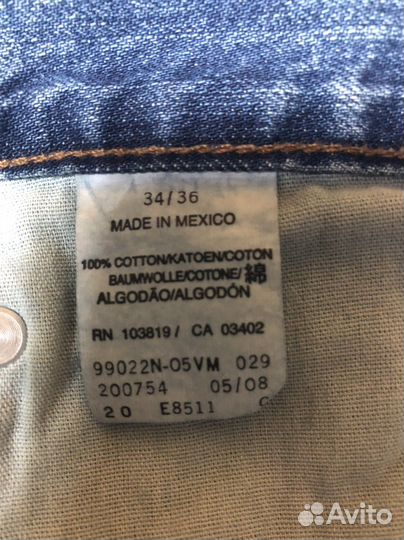 34/36
MADE IN MEXICO
100% COTTON/KATOEN/COTON
BAUMWOLLE/COTONE/綿
ALGODÃO/ALGODÓN
RN 103819/ CA 03402
99022N-05VM 029
200754 05/08
20 E8511 C
Avito